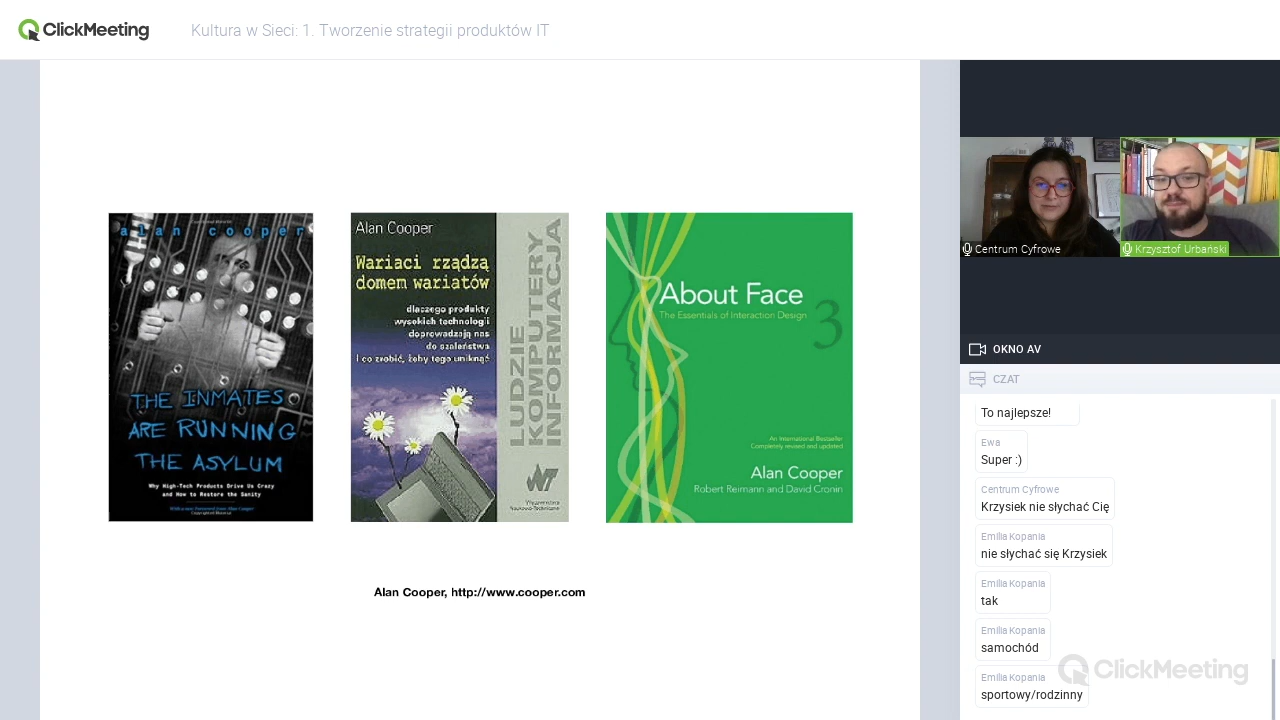 ClickMeeting
Kultura w Sieci: 1. Tworzenie strategii produktów IT
alan cooper
THE INMATES
ARE RUNNING
THE ASYLUM
Why High-Tech Products Drive Us Crazy
and How to Restore the Sanity
Alan Cooper
Wariaci rządzą
domem wariatów
dlaczego produkty
wysokich technologii
doprowadzają nas
do szaleństwa
i co zrobić, żeby tego uniknąć
LUDZIE
KOMPUTERY
INFORMACJA
Wydawnictwa
Naukowo-Techniczne
About Face
The Essentials of Interaction Design
3
An International Bestseller
Completely revised and updated
Alan Cooper
Robert Reimann and David Cronin
Alan Cooper, http://www.cooper.com
Centrum Cyfrowe
Krzysztof Urbański
OKNO AV
CZAT
To najlepsze!
Ewa
Super :)
Centrum Cyfrowe
Krzysiek nie słychać Cię
Emilia Kopania
nie słychać się Krzysiek
Emilia Kopania
tak
Emilia Kopania
samochód
Emilia Kopania
sportowy/rodzinny
ClickMeeting